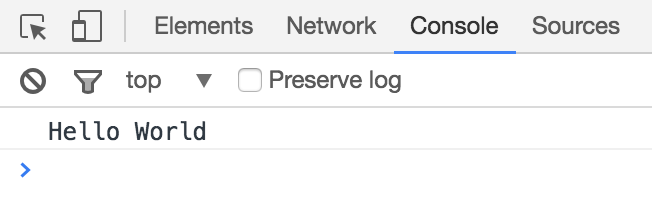 Elements Network Console Sources
top Preserve log
Hello World